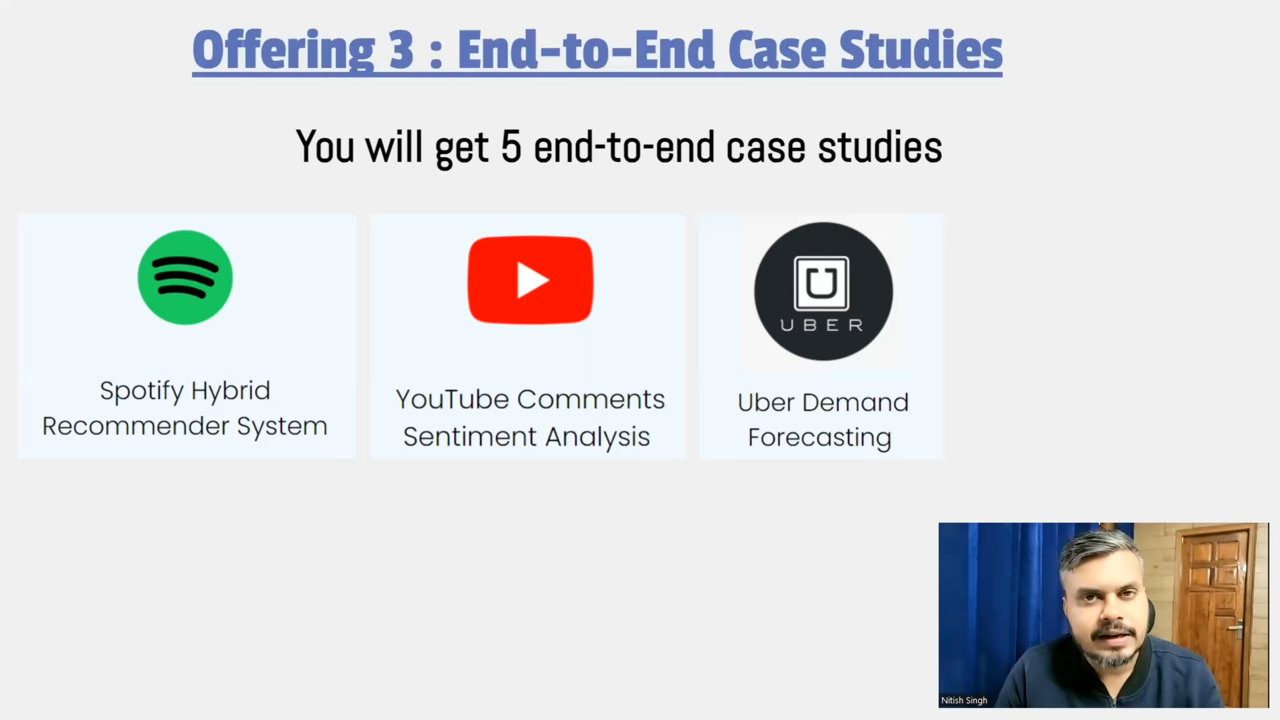 Offering 3 : End-to-End Case Studies
You will get 5 end-to-end case studies
Spotify Hybrid
Recommender System
YouTube Comments
Sentiment Analysis
UBER
Uber Demand
Forecasting
Nitish Singh